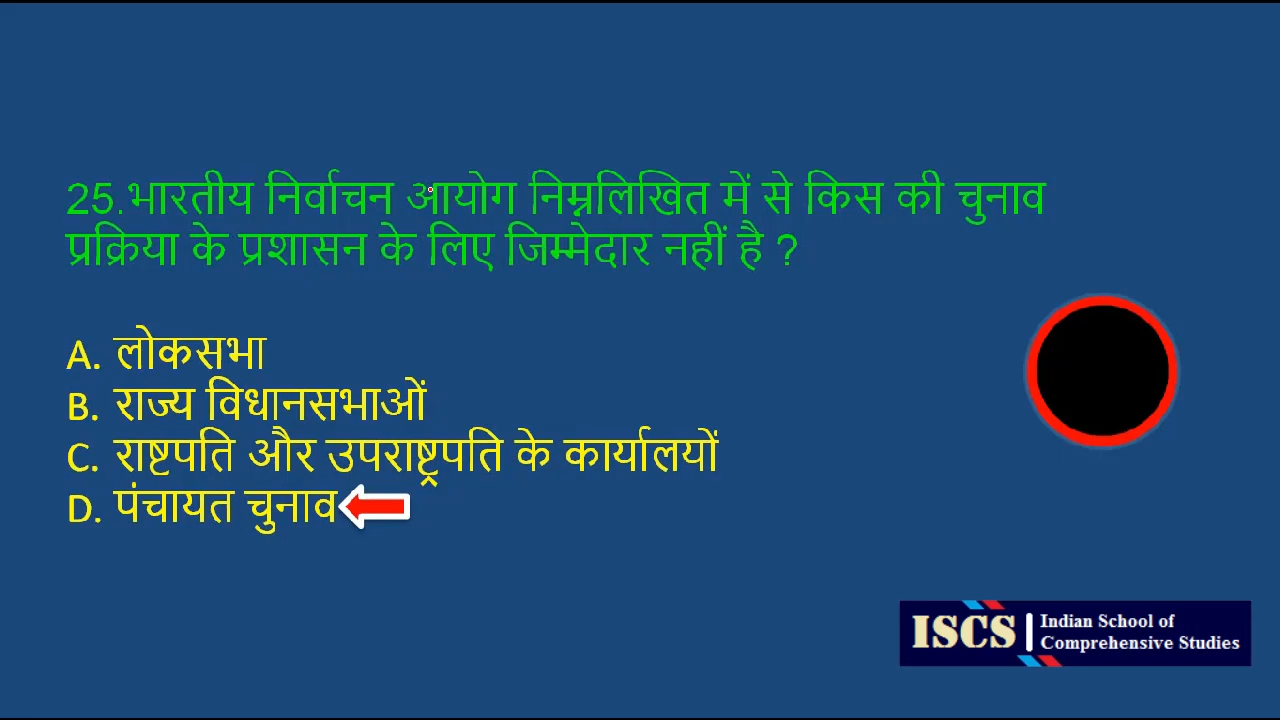 25.भारतीय निर्वाचन आयोग निम्नलिखित में से किस की चुनाव
प्रक्रिया के प्रशासन के लिए जिम्मेदार नहीं है ?
A. लोकसभा
B. राज्य विधानसभाओं
C. राष्टपति और उपराष्ट्रपति के कार्यालयों
D. पंचायत चुनाव
ISCS
Indian School of
Comprehensive Studies